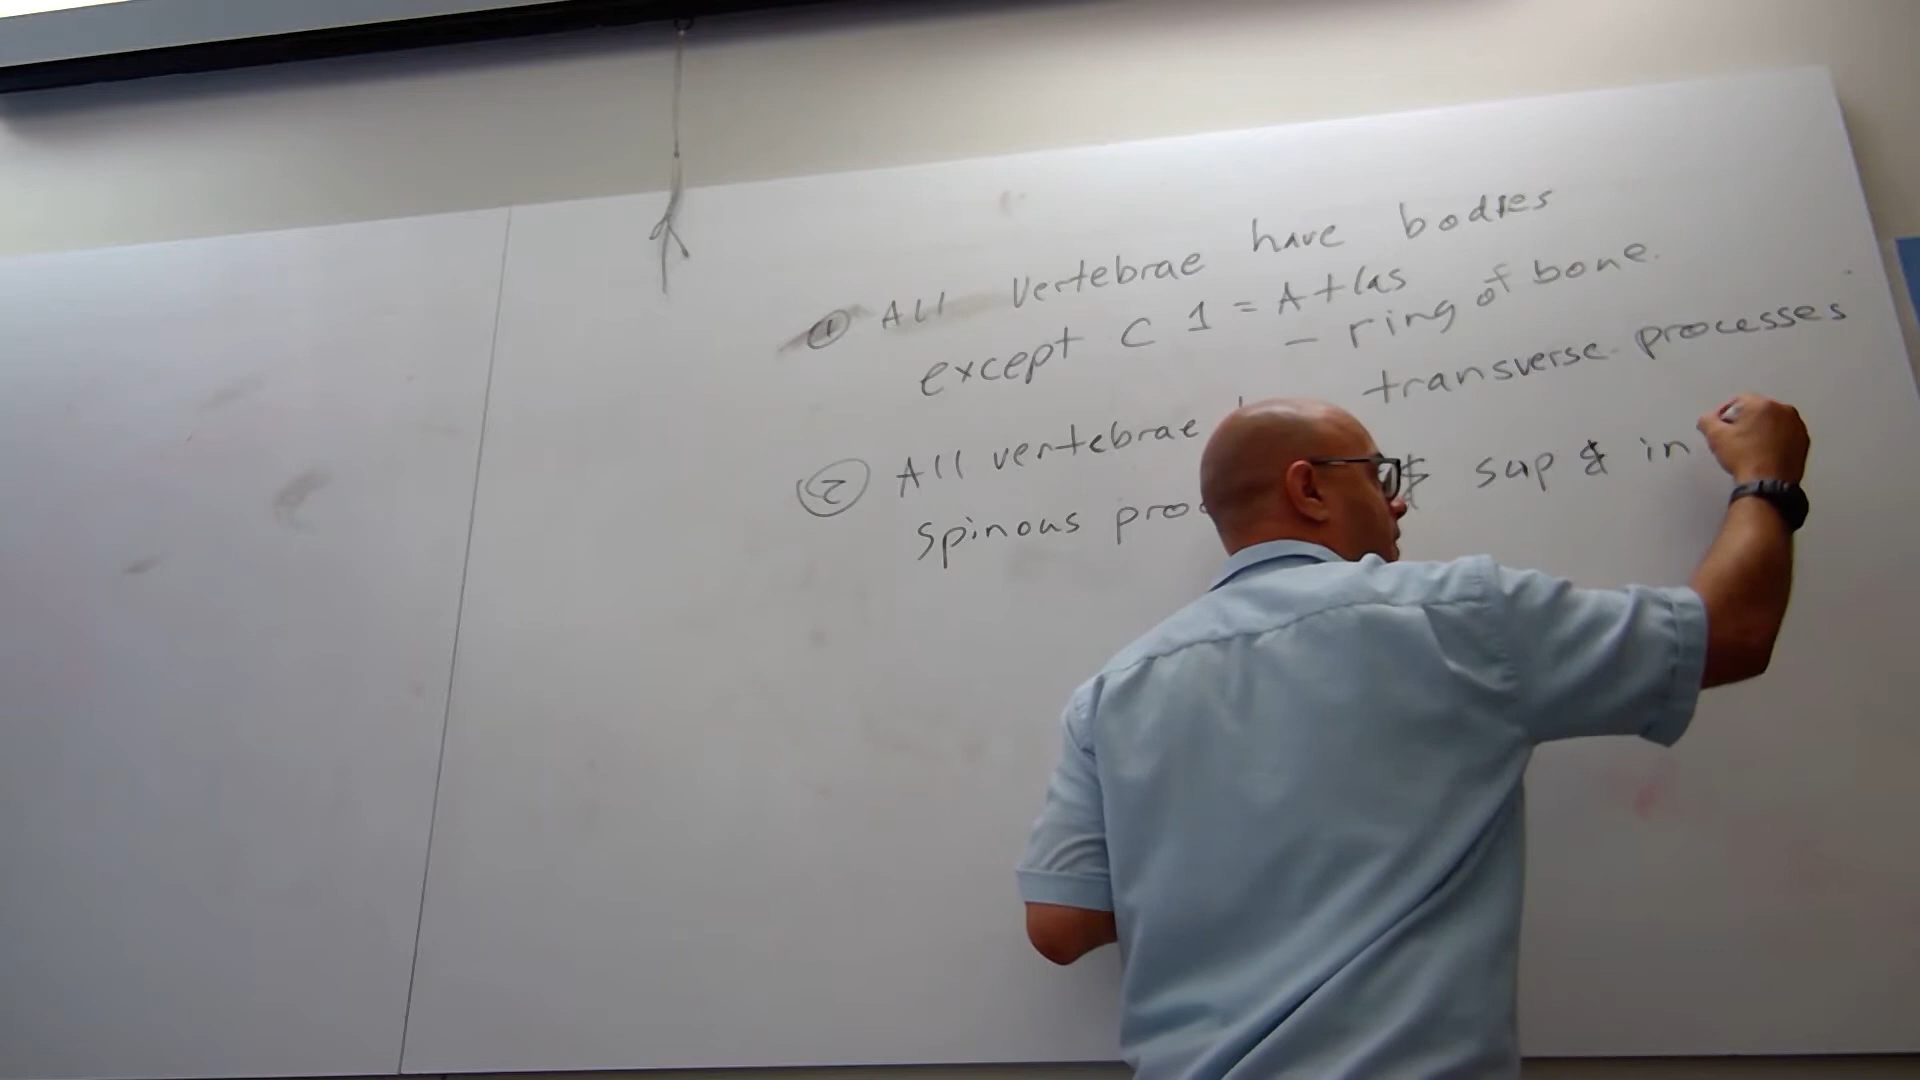 ① All vertebrae have bodies
except C 1 = Atlas
- ring of bone.
② All vertebrae transverse processes
Spinous sup & in